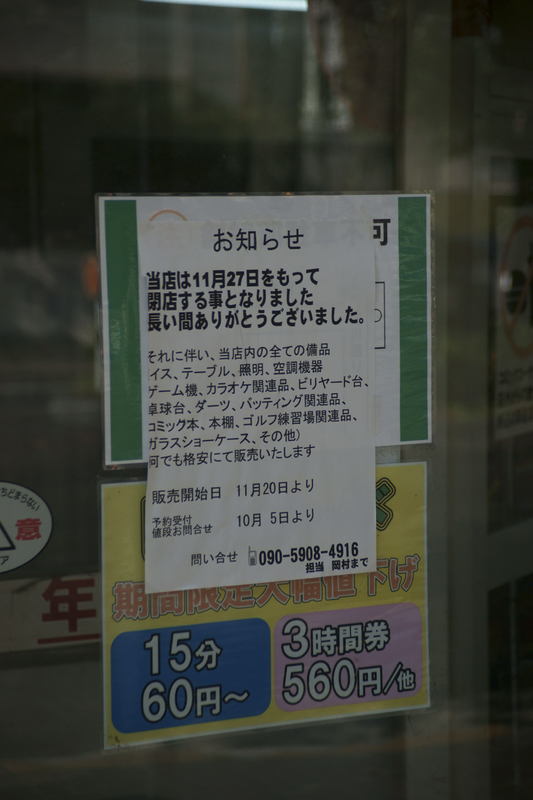 可
お知らせ
当店は11月27日をもって
閉店する事となりました
長い間ありがとうございました。
それに伴い、当店内の全ての備品
イス、テーブル、照明、空調機器
ゲーム機、カラオケ関連品、ビリヤード台、
卓球台、ダーツ、バッティング関連品、
コミック本、本棚、ゴルフ練習場関連品、
ガラスショーケース、その他)
何でも格安にて販売いたします
販売開始日 11月20日より
予約受付
値段お問合せ 10月 5日より
問い合せ 090-5908-4916
担当 岡村まで
期間限定大幅値下げ
15分
60円～
3時間券
560円/他
ちどまらない
意
年